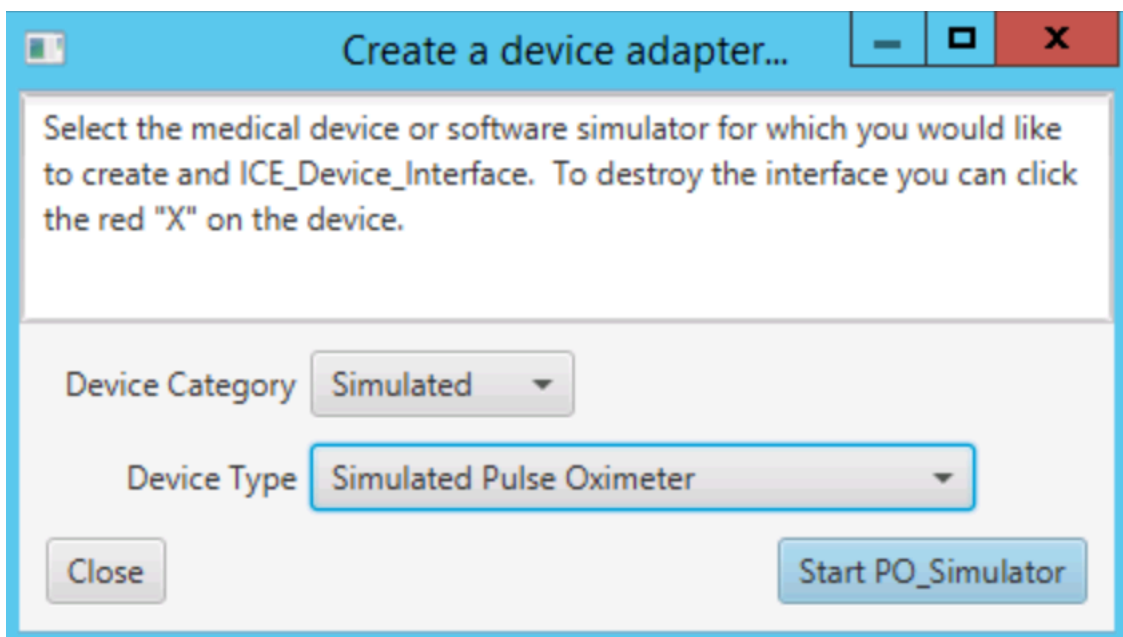 Create a device adapter...
Select the medical device or software simulator for which you would like
to create and ICE_Device_Interface. To destroy the interface you can click
the red "X" on the device.
Device Category Simulated
Device Type Simulated Pulse Oximeter
Close Start PO_Simulator